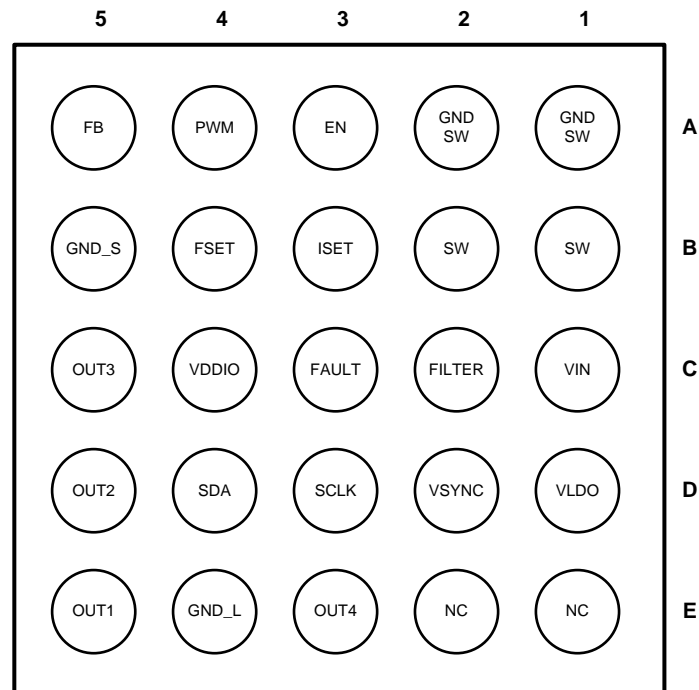 5 4 3 2 1
FB PWM EN GND SW GND SW A
GND_S FSET ISET SW SW B
OUT3 VDDIO FAULT FILTER VIN C
OUT2 SDA SCLK VSYNC VLDO D
OUT1 GND_L OUT4 NC NC E